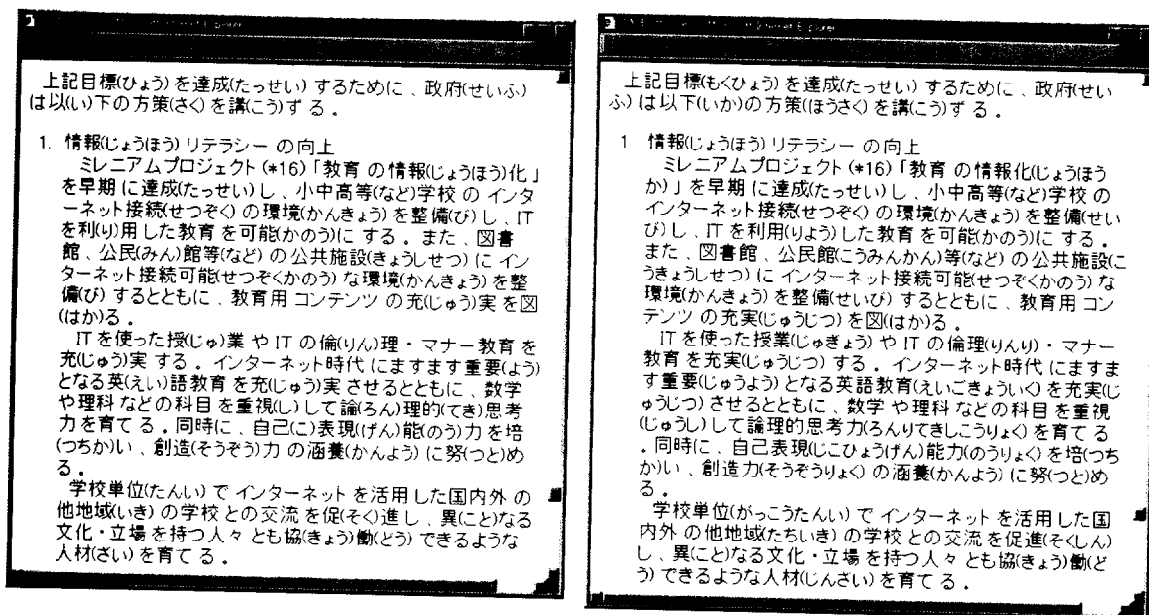 上記目標(ひょう) を達成(たっせい) するために 、政府(せいふ)
は以(い)下の方策(さく) を講(こう)ず る 。
1. 情報(じょうほう) リテラシー の向上
ミレニアムプロジェクト (*16) 「教育 の情報(じょうほう)化 」
を早期 に達成(たっせい)し 、小中高等(など)学校 の インタ
ーネット接続(せつぞく) の環境(かんきょう) を整備(び) し 、IT
を利(り)用した教育 を可能(かのう)に する 。また 、図書
館 、公民(みん)館等(など) の公共施設(きょうしせつ) に イン
ターネット接続可能(せつぞくかのう) な環境(かんきょう) を整
備(び) するとともに 、教育用 コンテンツ の充(じゅう)実 を図
(はか)る 。
IT を使った授(じゅ)業 や IT の倫(りん)理・マナー教育 を
充(じゅう)実 する 。インターネット時代 にますます重要(よう)
となる英(えい)語教育 を充(じゅう)実 させるとともに 、数学
や理科 などの科目 を重視(し)して論(ろん)理的(てき)思考
力を育て る 。同時に 、自己(こ)表現(げん)能(のう)力 を培
(つちか)い 、創造(そうぞう)力 の涵養(かんよう) に努(つと)め
る 。
学校単位(たんい) で インターネット を活用した国内外 の
他地域(いき) の学校 との交流 を促(そく)進し 、異(こと)なる
文化・立場 を持つ人々 とも協(きょう)働(どう) できるような
人材(ざい) を育て る 。
上記目標(もくひょう) を達成(たっせい) するために 、政府(せい
ふ) は以下(いか)の方策(ほうさく) を講(こう)ず る 。
1 情報(じょうほう) リテラシー の向上
ミレニアムプロジェクト (*16) 「教育 の情報化(じょうほう
か) 」を早期 に達成(たっせい)し 、小中高等(など)学校 の
インターネット接続(せつぞく) の環境(かんきょう) を整備(せい
び)し 、IT を利用(りよう)した教育 を可能(かのう)に する 。
また 、図書館 、公民館(こうみんかん)等(など) の公共施設(こ
うきょうしせつ) に インターネット接続可能(せつぞくかのう) な
環境(かんきょう) を整備(せいび) するとともに 、教育用 コン
テンツ の充実(じゅうじつ) を図(はか)る 。
IT を使った授業(じゅぎょう) や IT の倫理(りんり)・マナー
教育 を充実(じゅうじつ) する 。インターネット時代 にますま
す重要(じゅうよう) となる英語教育(えいごきょういく) を充実(じ
ゅうじつ) させるとともに 、数学 や理科 などの科目 を重視
(じゅうし)して論理的思考力(ろんりてきしこうりょく) を育て る
。同時に 、自己表現(じこひょうげん)能力(のうりょく) を培(つち
か)い 、創造力(そうぞうりょく) の涵養(かんよう) に努(つと)め
る 。
学校単位(がっこうたんい) で インターネット を活用した国
内外 の他地域(たちいき) の学校 との交流 を促進(そくしん)
し 、異(こと)なる文化・立場 を持つ人々 とも協(きょう)働(ど
う) できるような人材(じんざい) を育て る 。